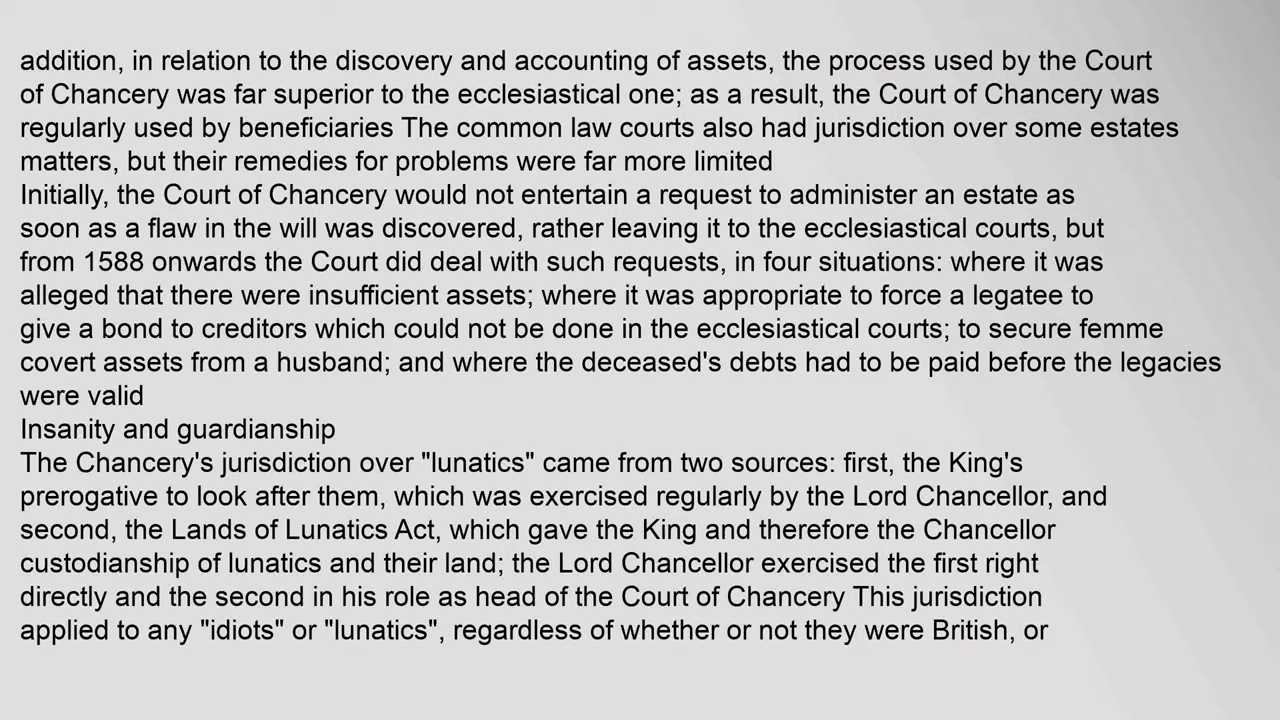 addition, in relation to the discovery and accounting of assets, the process used by the Court
of Chancery was far superior to the ecclesiastical one; as a result, the Court of Chancery was
regularly used by beneficiaries The common law courts also had jurisdiction over some estates
matters, but their remedies for problems were far more limited
Initially, the Court of Chancery would not entertain a request to administer an estate as
soon as a flaw in the will was discovered, rather leaving it to the ecclesiastical courts, but
from 1588 onwards the Court did deal with such requests, in four situations: where it was
alleged that there were insufficient assets; where it was appropriate to force a legatee to
give a bond to creditors which could not be done in the ecclesiastical courts; to secure femme
covert assets from a husband; and where the deceased's debts had to be paid before the legacies
were valid
Insanity and guardianship
The Chancery's jurisdiction over "lunatics" came from two sources: first, the King's
prerogative to look after them, which was exercised regularly by the Lord Chancellor, and
second, the Lands of Lunatics Act, which gave the King and therefore the Chancellor
custodianship of lunatics and their land; the Lord Chancellor exercised the first right
directly and the second in his role as head of the Court of Chancery This jurisdiction
applied to any "idiots" or "lunatics", regardless of whether or not they were British, or